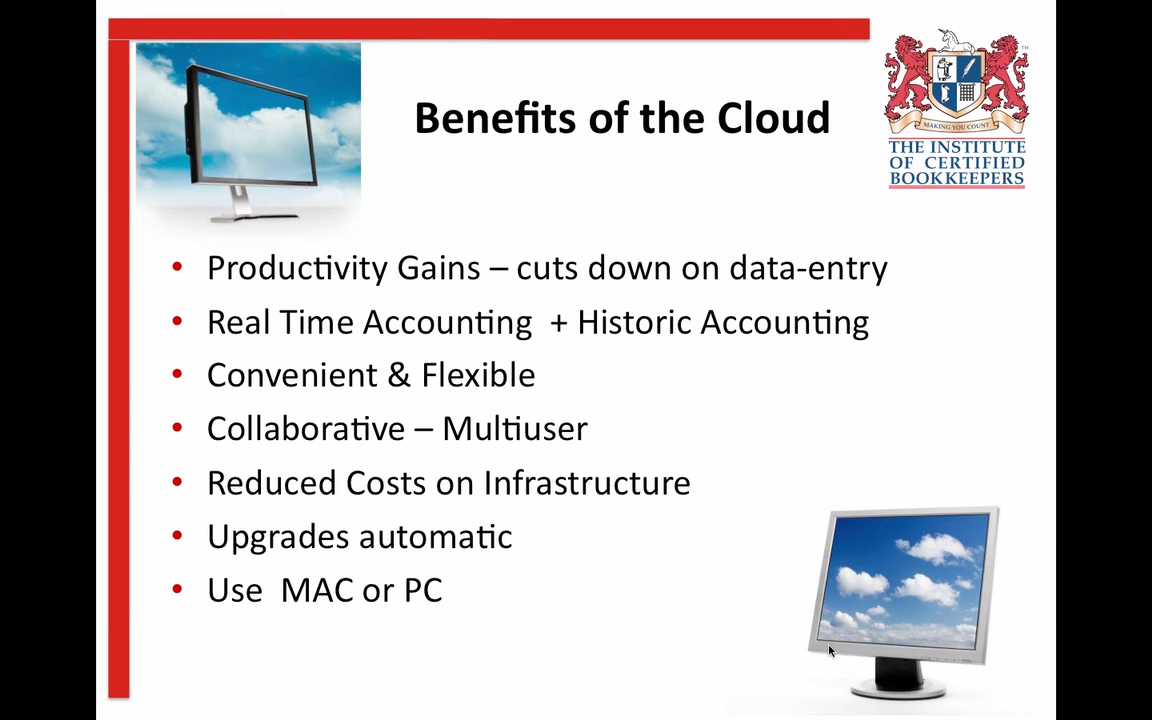 Benefits of the Cloud
TM
MAKING YOU COUNT
THE INSTITUTE
OF CERTIFIED
BOOKKEEPERS
• Productivity Gains – cuts down on data-entry
• Real Time Accounting + Historic Accounting
• Convenient & Flexible
• Collaborative – Multiuser
• Reduced Costs on Infrastructure
• Upgrades automatic
• Use MAC or PC